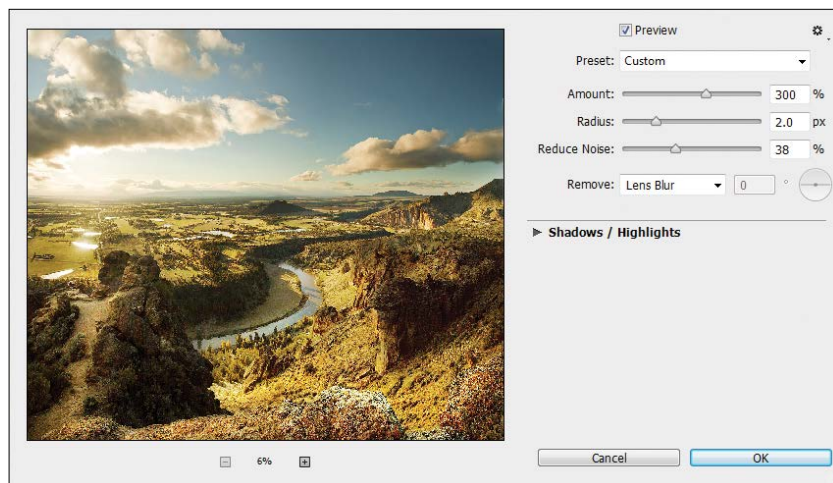 Preview
Preset: Custom
Amount: 300 %
Radius: 2.0 px
Reduce Noise: 38 %
Remove: Lens Blur 0 °
Shadows / Highlights
6%
Cancel OK